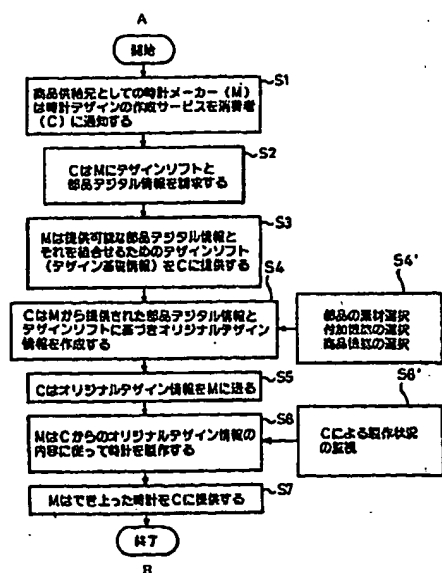 A
開始
S1
商品供給元としての時計メーカー(M)
は時計デザインの作成サービスを消費者
(C)に通知する
S2
CはMにデザインソフトと
部品デジタル情報を請求する
S3
Mは提供可能な部品デジタル情報と
それを組合せるためのデザインソフト
(デザイン基礎情報)をCに提供する
S4
CはMから提供された部品デジタル情報と
デザインソフトに基づきオリジナルデザイン
情報を作成する
S4'
部品の素材選択
付加機能の選択
商品機能の選択
S5
CはオリジナルデザインR情報をMに送る
S6
MはCからのオリジナルデザイン情報の
内容に従って時計を製作する
S6'
Cによる製作状況
の監視
S7
Mはでき上った時計をCに提供する
終了
B